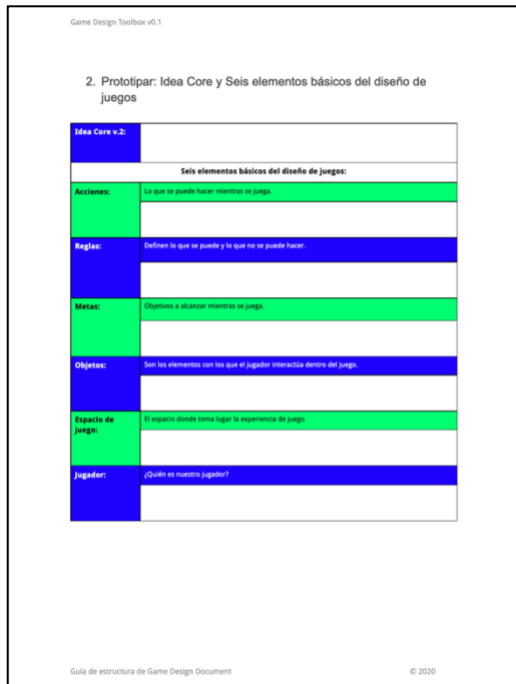 Game Design Toolbox v0.1
2. Prototipar: Idea Core y Seis elementos básicos del diseño de
juegos
Idea Core v.2:
Seis elementos básicos del diseño de juegos:
Acciones:
Lo que se puede hacer mientras se juega.
Reglas:
Definen lo que se puede y lo que no se puede hacer.
Metas:
Objetivos a alcanzar mientras se juega.
Objetos:
Son los elementos con los que el jugador interactúa dentro del juego.
Espacio de
juego:
El espacio donde toma lugar la experiencia de juego
Jugador:
¿Quién es nuestro jugador?
Guía de estructura de Game Design Document
© 2020